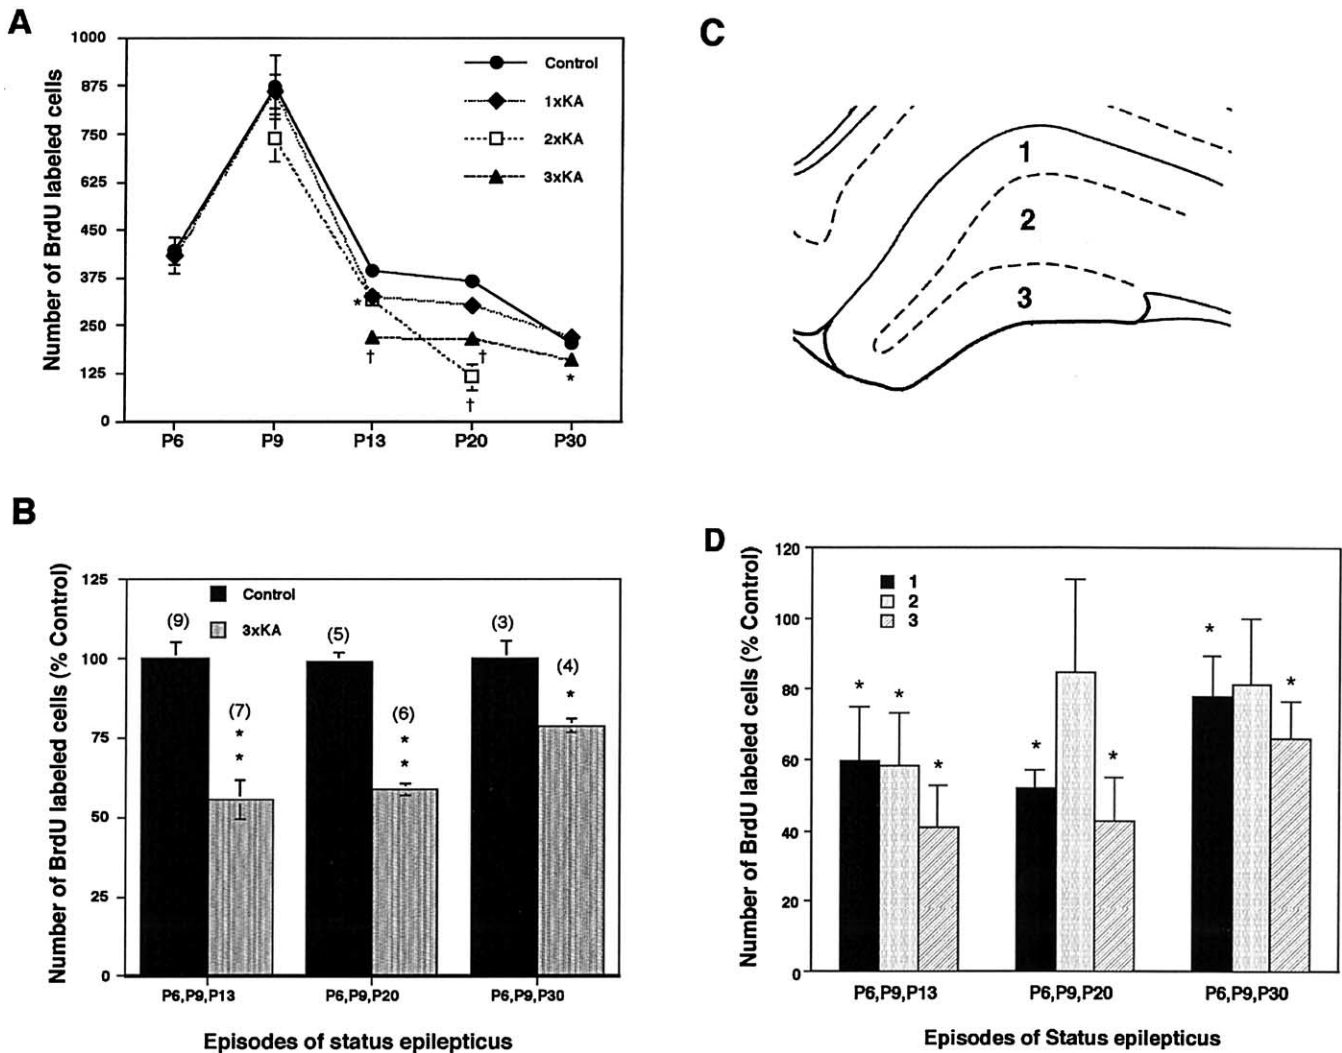 A
Number of BrdU labeled cells
1000
875
750
625
450
375
250
125
0
Control
1xKA
2xKA
3xKA
*
†
†
†
*
P6
P9
P13
P20
P30
B
Number of BrdU labeled cells (% Control)
125
100
75
50
25
0
Control
3xKA
(9)
(7)
*
*
(5)
(6)
*
*
(3)
(4)
*
P6,P9,P13
P6,P9,P20
P6,P9,P30
Episodes of status epilepticus
C
1
2
3
D
Number of BrdU labeled cells (% Control)
120
100
80
60
40
20
0
1
2
3
*
*
*
*
*
*
*
P6,P9,P13
P6,P9,P20
P6,P9,P30
Episodes of Status epilepticus